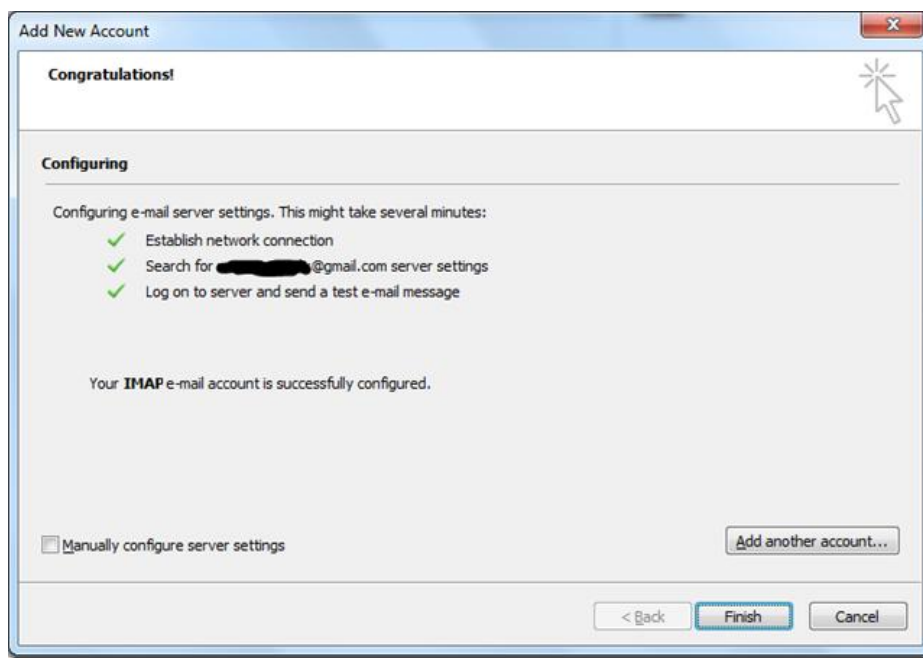 Add New Account
Congratulations!
Configuring
Configuring e-mail server settings. This might take several minutes:
Establish network connection
Search for @gmail.com server settings
Log on to server and send a test e-mail message
Your IMAP e-mail account is successfully configured.
Manually configure server settings
Add another account...
< Back
Finish
Cancel